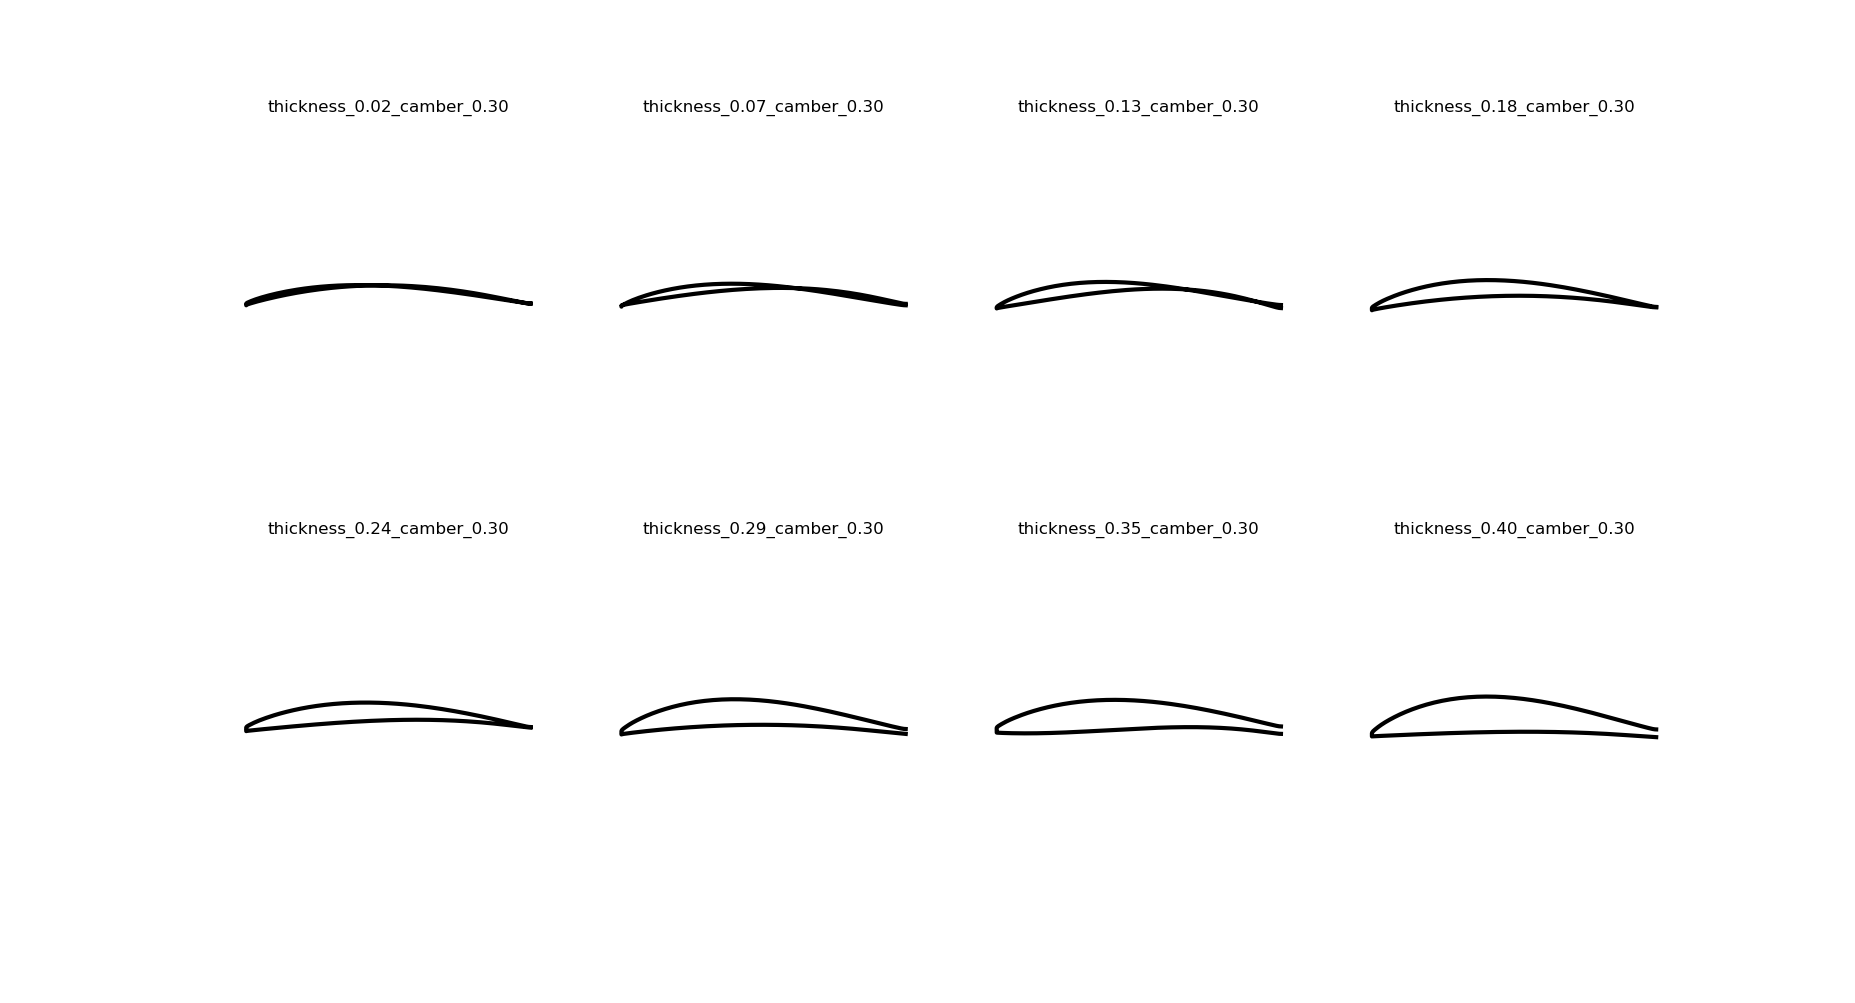 thickness_0.02_camber_0.30
thickness_0.07_camber_0.30
thickness_0.13_camber_0.30
thickness_0.18_camber_0.30
thickness_0.24_camber_0.30
thickness_0.29_camber_0.30
thickness_0.35_camber_0.30
thickness_0.40_camber_0.30